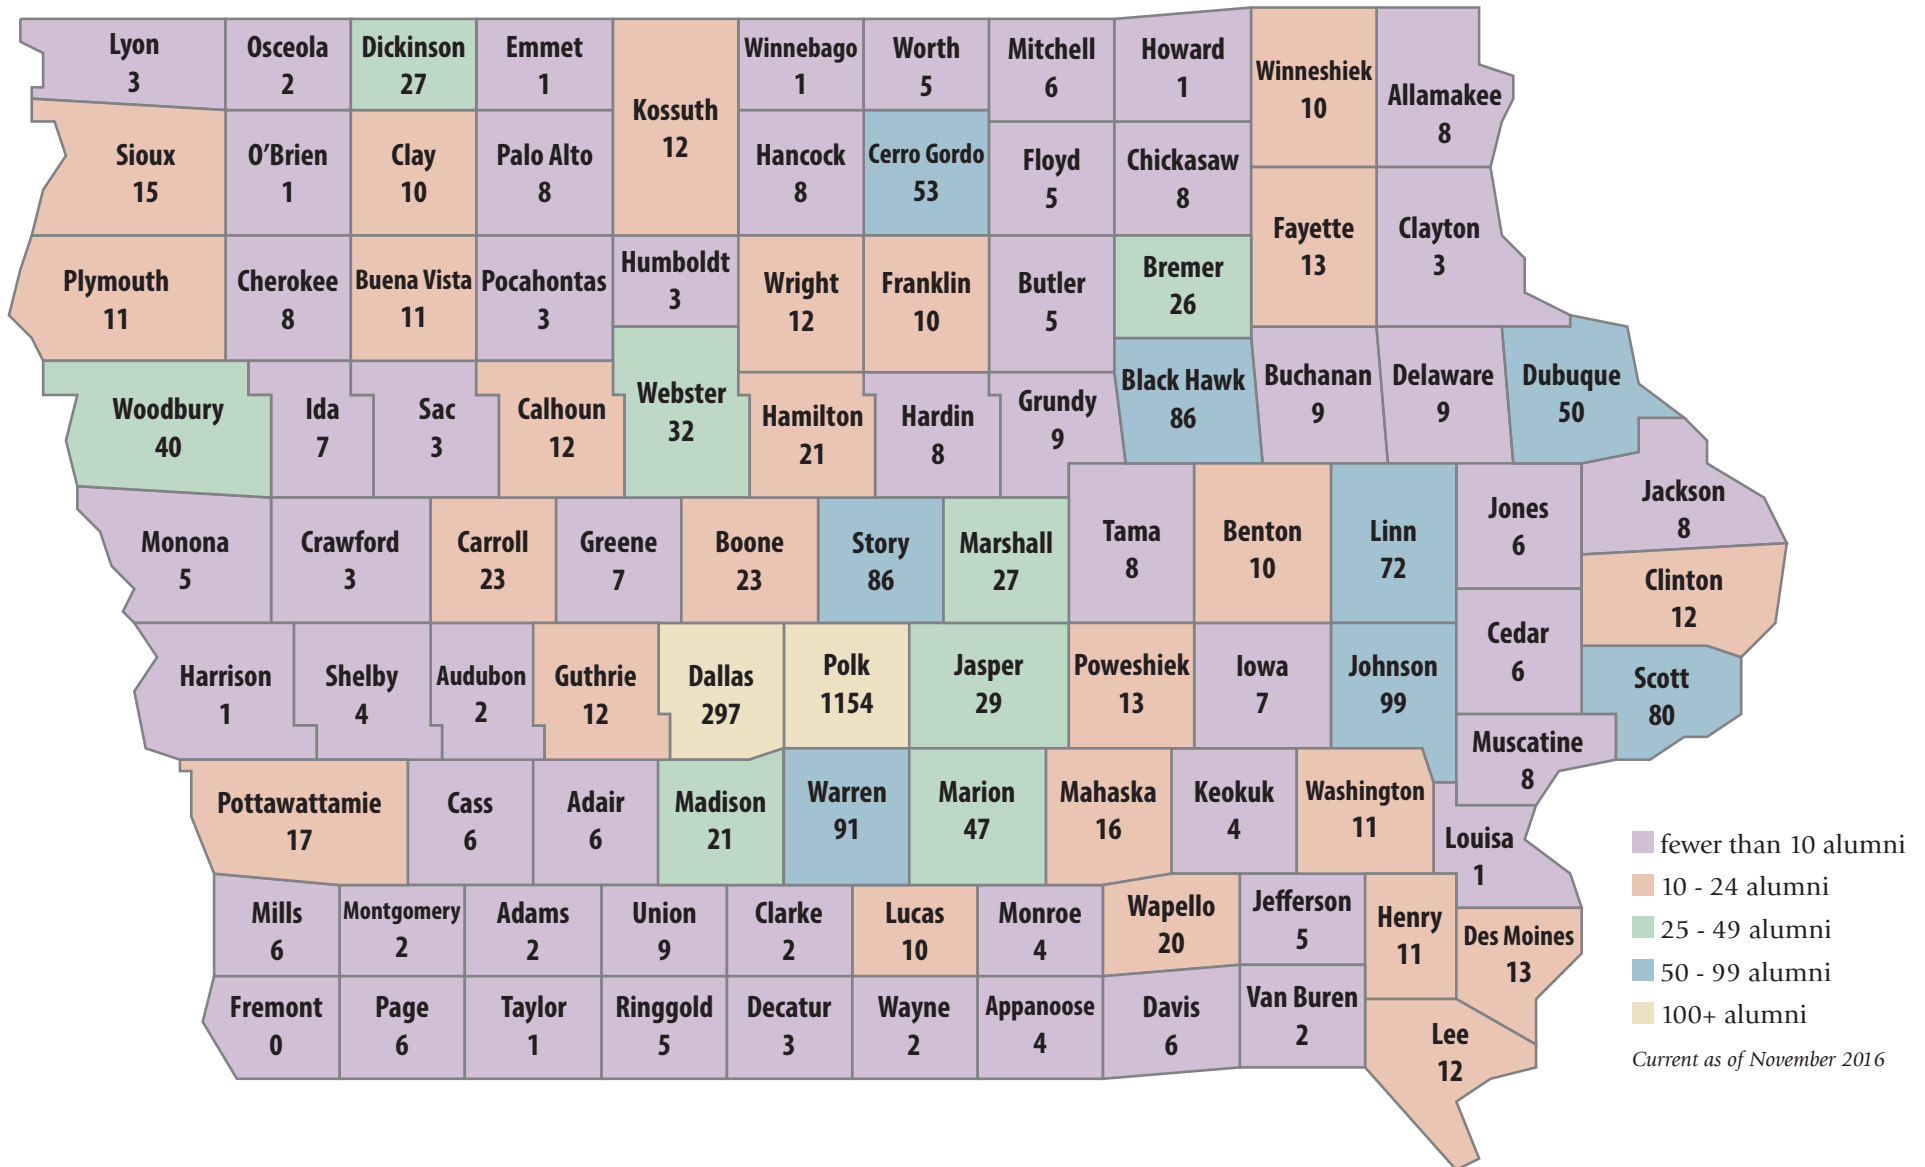 Lyon
3
Osceola
2
Dickinson
27
Emmet
1
Kossuth
12
Winnebago
1
Worth
5
Mitchell
6
Howard
1
Winneshiek
10
Allamakee
8
Sioux
15
O’Brien
1
Clay
10
Palo Alto
8
Hancock
8
Cerro Gordo
53
Floyd
5
Chickasaw
8
Fayette
13
Clayton
3
Plymouth
11
Cherokee
8
Buena Vista
11
Pocahontas
3
Humboldt
3
Wright
12
Franklin
10
Butler
5
Bremer
26
Woodbury
40
Ida
7
Sac
3
Calhoun
12
Webster
32
Hamilton
21
Hardin
8
Grundy
9
Black Hawk
86
Buchanan
9
Delaware
9
Dubuque
50
Monona
5
Crawford
3
Carroll
23
Greene
7
Boone
23
Story
86
Marshall
27
Tama
8
Benton
10
Linn
72
Jones
6
Jackson
8
Clinton
12
Harrison
1
Shelby
4
Audubon
2
Guthrie
12
Dallas
297
Polk
1154
Jasper
29
Poweshiek
13
Iowa
7
Johnson
99
Cedar
6
Scott
80
Muscatine
8
Pottawattamie
17
Cass
6
Adair
6
Madison
21
Warren
91
Marion
47
Mahaska
16
Keokuk
4
Washington
11
Louisa
1
Mills
6
Montgomery
2
Adams
2
Union
9
Clarke
2
Lucas
10
Monroe
4
Wapello
20
Jefferson
5
Henry
11
Des Moines
13
Fremont
0
Page
6
Taylor
1
Ringgold
5
Decatur
3
Wayne
2
Appanoose
4
Davis
6
Van Buren
2
Lee
12
fewer than 10 alumni
10 - 24 alumni
25 - 49 alumni
50 - 99 alumni
100+ alumni
Current as of November 2016